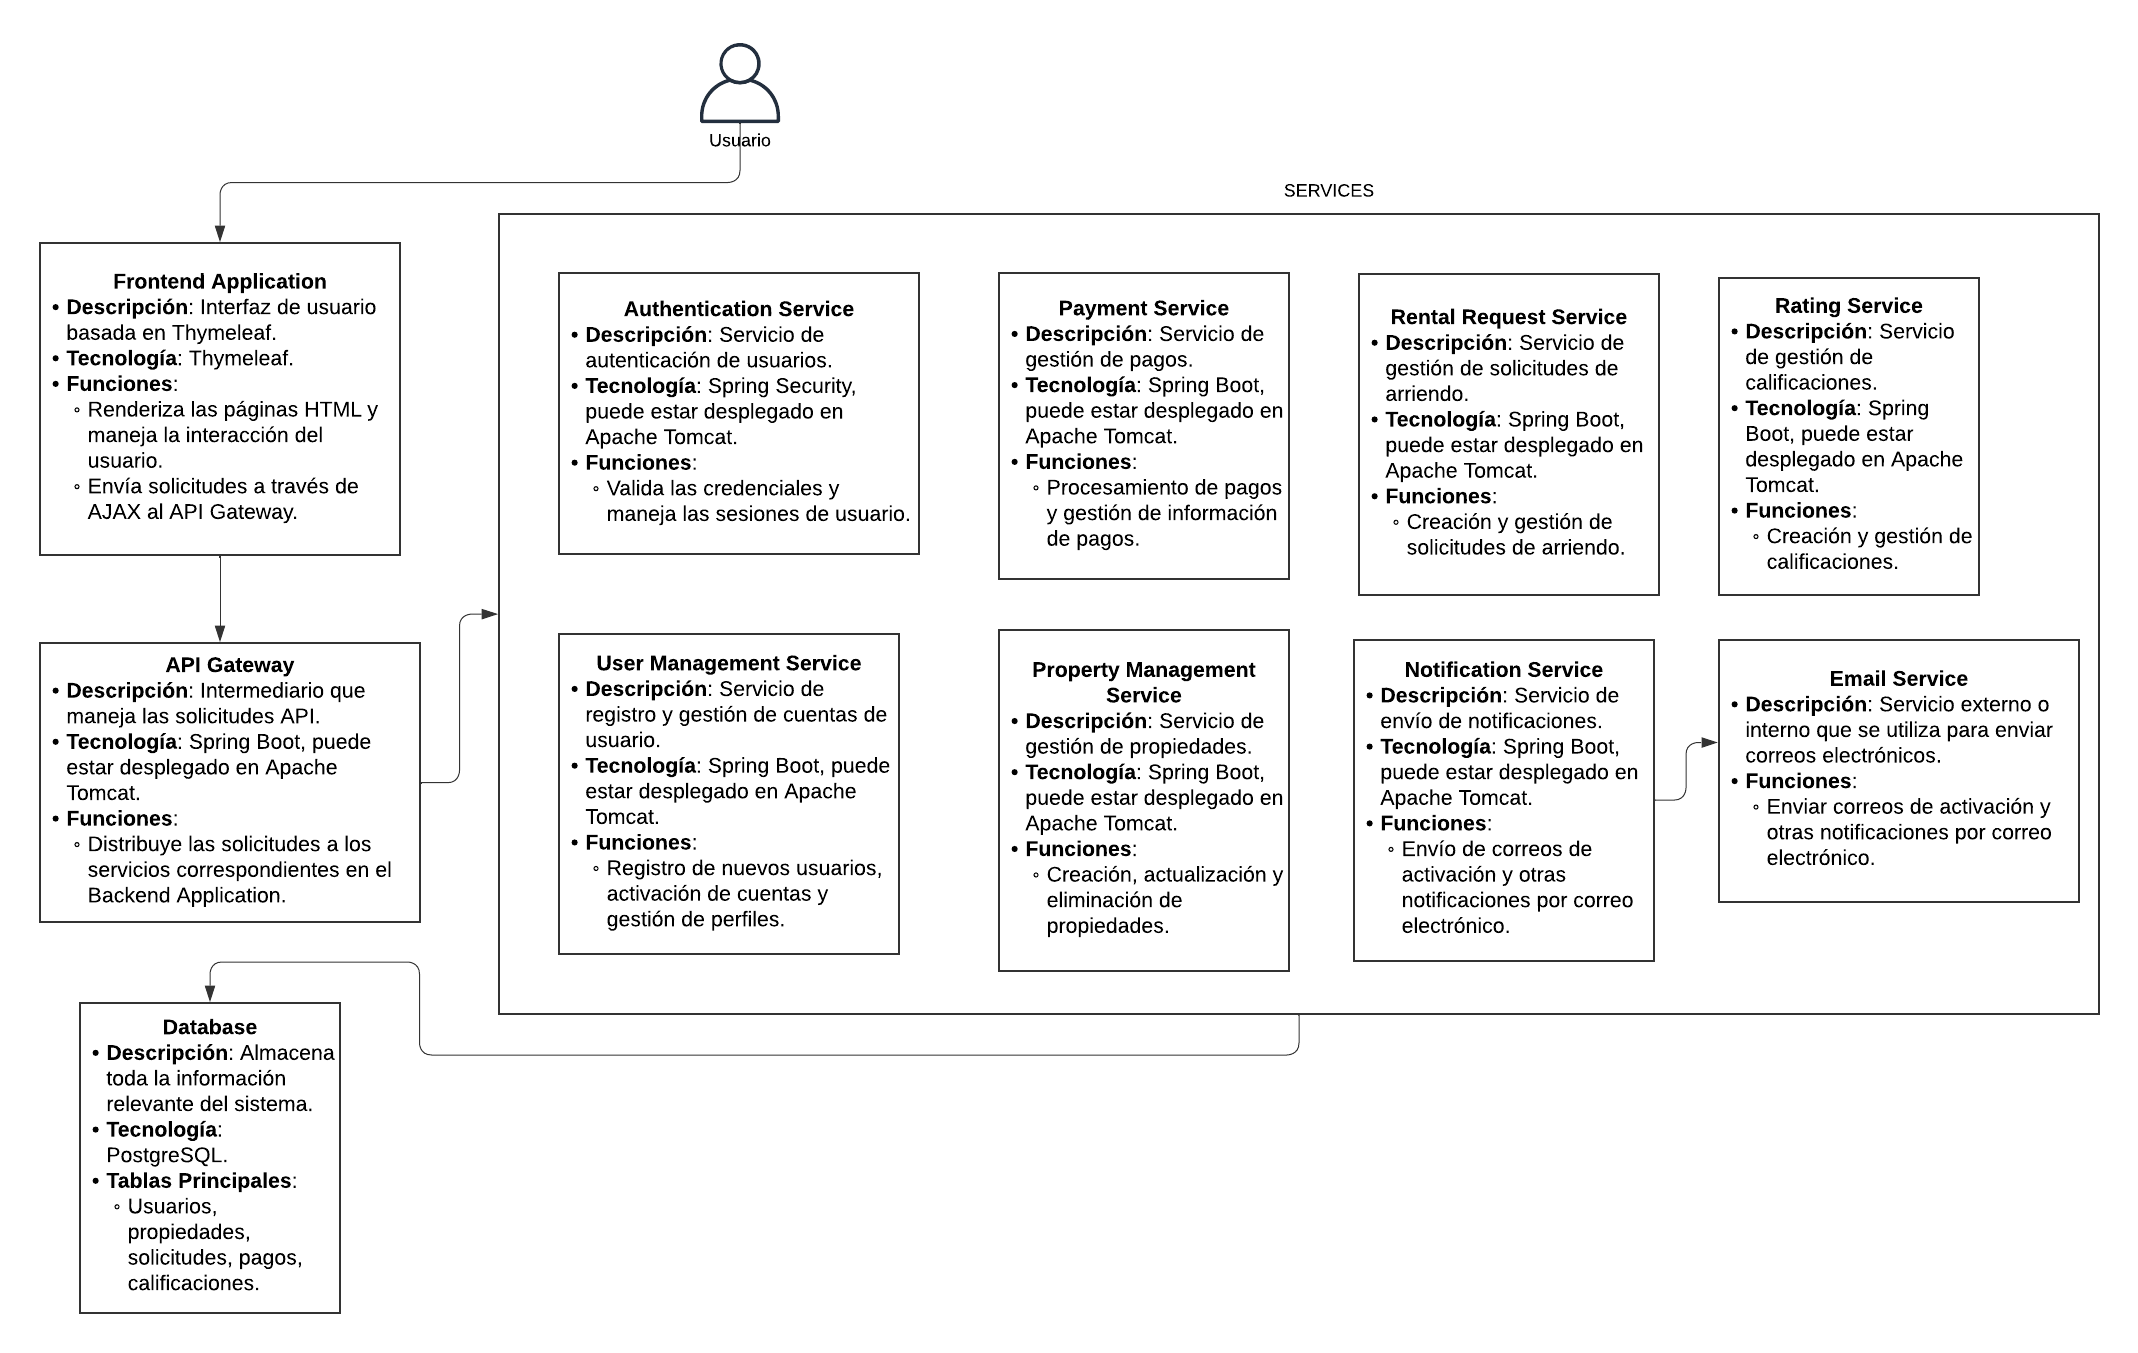 Usuario
SERVICES
Frontend Application
• Descripción: Interfaz de usuario
basada en Thymeleaf.
• Tecnología: Thymeleaf.
• Funciones:
◦ Renderiza las páginas HTML y
maneja la interacción del
usuario.
◦ Envía solicitudes a través de
AJAX al API Gateway.
Authentication Service
• Descripción: Servicio de
autenticación de usuarios.
• Tecnología: Spring Security,
puede estar desplegado en
Apache Tomcat.
• Funciones:
◦ Valida las credenciales y
maneja las sesiones de usuario.
Payment Service
• Descripción: Servicio de
gestión de pagos.
• Tecnología: Spring Boot,
puede estar desplegado en
Apache Tomcat.
• Funciones:
◦ Procesamiento de pagos
y gestión de información
de pagos.
Rental Request Service
• Descripción: Servicio de
gestión de solicitudes de
arriendo.
• Tecnología: Spring Boot,
puede estar desplegado en
Apache Tomcat.
• Funciones:
◦ Creación y gestión de
solicitudes de arriendo.
Rating Service
• Descripción: Servicio
de gestión de
calificaciones.
• Tecnología: Spring
Boot, puede estar
desplegado en Apache
Tomcat.
• Funciones:
◦ Creación y gestión de
calificaciones.
API Gateway
• Descripción: Intermediario que
maneja las solicitudes API.
• Tecnología: Spring Boot, puede
estar desplegado en Apache
Tomcat.
• Funciones:
◦ Distribuye las solicitudes a los
servicios correspondientes en el
Backend Application.
User Management Service
• Descripción: Servicio de
registro y gestión de cuentas de
usuario.
• Tecnología: Spring Boot, puede
estar desplegado en Apache
Tomcat.
• Funciones:
◦ Registro de nuevos usuarios,
activación de cuentas y
gestión de perfiles.
Property Management
Service
• Descripción: Servicio de
gestión de propiedades.
• Tecnología: Spring Boot,
puede estar desplegado en
Apache Tomcat.
• Funciones:
◦ Creación, actualización y
eliminación de
propiedades.
Notification Service
• Descripción: Servicio de
envío de notificaciones.
• Tecnología: Spring Boot,
puede estar desplegado en
Apache Tomcat.
• Funciones:
◦ Envío de correos de
activación y otras
notificaciones por correo
electrónico.
Email Service
• Descripción: Servicio externo o
interno que se utiliza para enviar
correos electrónicos.
• Funciones:
◦ Enviar correos de activación y
otras notificaciones por correo
electrónico.
Database
• Descripción: Almacena
toda la información
relevante del sistema.
• Tecnología:
PostgreSQL.
• Tablas Principales:
◦ Usuarios,
propiedades,
solicitudes, pagos,
calificaciones.